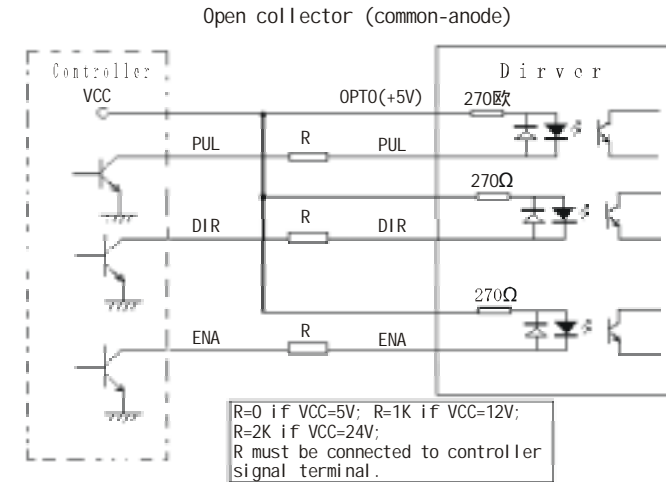 Open collector (common-anode)
Controller
Dirver
VCC
OPTO(+5V)
270欧
PUL
R
PUL
270Ω
DIR
R
DIR
270Ω
ENA
R
ENA
R=0 if VCC=5V; R=1K if VCC=12V;
R=2K if VCC=24V;
R must be connected to controller
signal terminal.